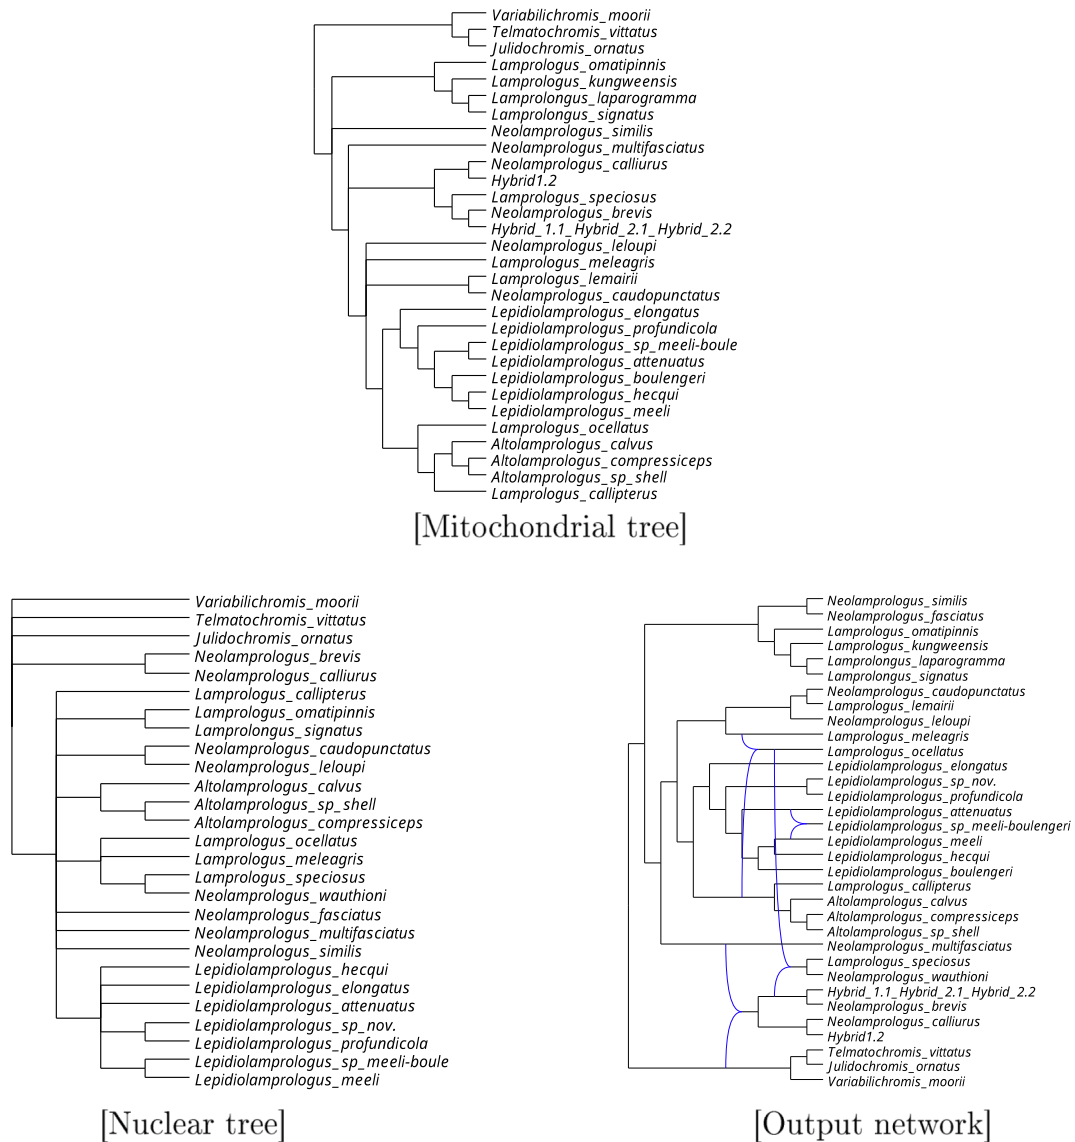 Variabilichromis_moorii
Telmatochromis_vittatus
Julidochromis_ornatus
Lamprologus_omatipinnis
Lamprologus_kungweensis
Lamprolongus_laparogramma
Lamprolongus_signatus
Neolamprologus_similis
Neolamprologus_multifasciatus
Neolamprologus_calliurus
Hybrid1.2
Lamprologus_speciosus
Neolamprologus_brevis
Hybrid_1.1_Hybrid_2.1_Hybrid_2.2
Neolamprologus_leloupi
Lamprologus_meleagris
Lamprologus_lemairii
Neolamprologus_caudopunctatus
Lepidiolamprologus_elongatus
Lepidiolamprologus_profundicola
Lepidiolamprologus_sp_meeli-boule
Lepidiolamprologus_attenuatus
Lepidiolamprologus_boulengeri
Lepidiolamprologus_hecqui
Lepidiolamprologus_meeli
Lamprologus_ocellatus
Altolamprologus_calvus
Altolamprologus_compressiceps
Altolamprologus_sp_shell
Lamprologus_callipterus
[Mitochondrial tree]
Variabilichromis_moorii
Telmatochromis_vittatus
Julidochromis_ornatus
Neolamprologus_brevis
Neolamprologus_calliurus
Lamprologus_callipterus
Lamprologus_omatipinnis
Lamprolongus_signatus
Neolamprologus_caudopunctatus
Neolamprologus_leloupi
Altolamprologus_calvus
Altolamprologus_sp_shell
Altolamprologus_compressiceps
Lamprologus_ocellatus
Lamprologus_meleagris
Lamprologus_speciosus
Neolamprologus_wauthioni
Neolamprologus_fasciatus
Neolamprologus_multifasciatus
Neolamprologus_similis
Lepidiolamprologus_hecqui
Lepidiolamprologus_elongatus
Lepidiolamprologus_attenuatus
Lepidiolamprologus_sp_nov.
Lepidiolamprologus_profundicola
Lepidiolamprologus_sp_meeli-boule
Lepidiolamprologus_meeli
[Nuclear tree]
Neolamprologus_similis
Neolamprologus_fasciatus
Lamprologus_omatipinnis
Lamprologus_kungweensis
Lamprolongus_laparogramma
Lamprolongus_signatus
Neolamprologus_caudopunctatus
Lamprologus_lemairii
Neolamprologus_leloupi
Lamprologus_meleagris
Lamprologus_ocellatus
Lepidiolamprologus_elongatus
Lepidiolamprologus_sp_nov.
Lepidiolamprologus_profundicola
Lepidiolamprologus_attenuatus
Lepidiolamprologus_sp_meeli-boulengeri
Lepidiolamprologus_meeli
Lepidiolamprologus_hecqui
Lepidiolamprologus_boulengeri
Lamprologus_callipterus
Altolamprologus_calvus
Altolamprologus_compressiceps
Altolamprologus_sp_shell
Neolamprologus_multifasciatus
Lamprologus_speciosus
Neolamprologus_wauthioni
Hybrid_1.1_Hybrid_2.1_Hybrid_2.2
Neolamprologus_brevis
Neolamprologus_calliurus
Hybrid1.2
Telmatochromis_vittatus
Julidochromis_ornatus
Variabilichromis_moorii
[Output network]